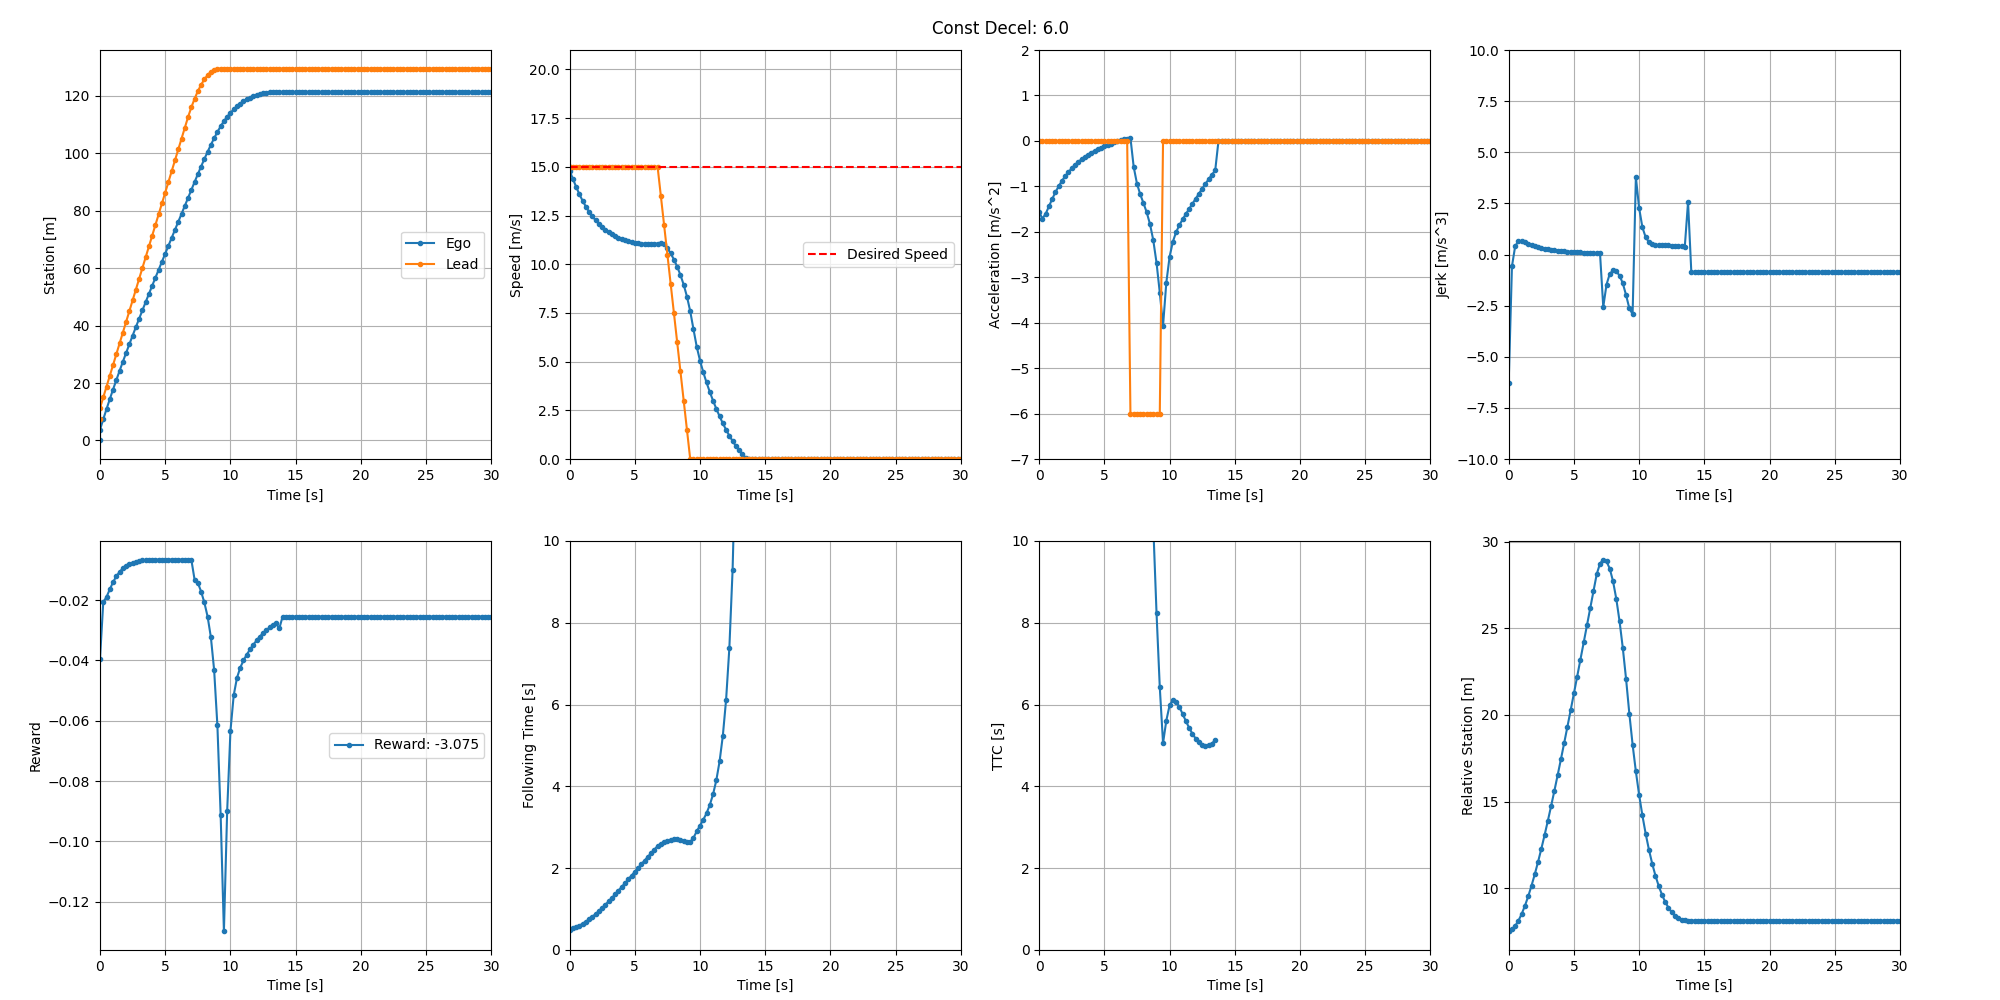 Const Decel: 6.0
120
100
80
60
40
20
0
Station [m]
Ego
Lead
0 5 10 15 20 25 30
Time [s]
20.0
17.5
15.0
12.5
10.0
7.5
5.0
2.5
0.0
Speed [m/s]
Desired Speed
0 5 10 15 20 25 30
Time [s]
2
1
0
−1
−2
−3
−4
−5
−6
−7
Acceleration [m/s^2]
0 5 10 15 20 25 30
Time [s]
10.0
7.5
5.0
2.5
0.0
−2.5
−5.0
−7.5
−10.0
Jerk [m/s^3]
0 5 10 15 20 25 30
Time [s]
−0.02
−0.04
−0.06
−0.08
−0.10
−0.12
Reward
Reward: -3.075
0 5 10 15 20 25 30
Time [s]
10
8
6
4
2
0
Following Time [s]
0 5 10 15 20 25 30
Time [s]
10
8
6
4
2
0
TTC [s]
0 5 10 15 20 25 30
Time [s]
30
25
20
15
10
Relative Station [m]
0 5 10 15 20 25 30
Time [s]